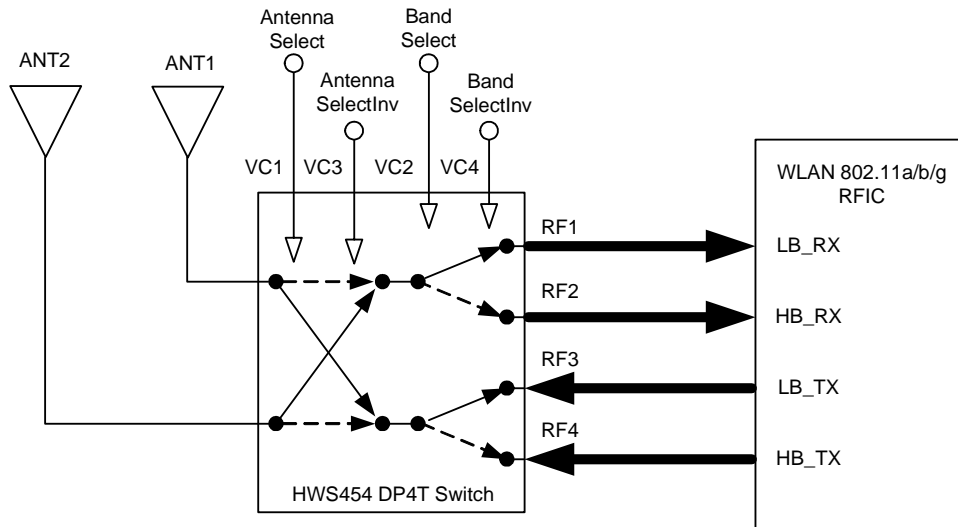 Antenna
Select
Band
Select
ANT2
ANT1
Antenna
SelectInv
Band
SelectInv
VC1
VC3
VC2
VC4
WLAN 802.11a/b/g
RFIC
RF1
LB_RX
RF2
HB_RX
RF3
LB_TX
RF4
HB_TX
HWS454 DP4T Switch